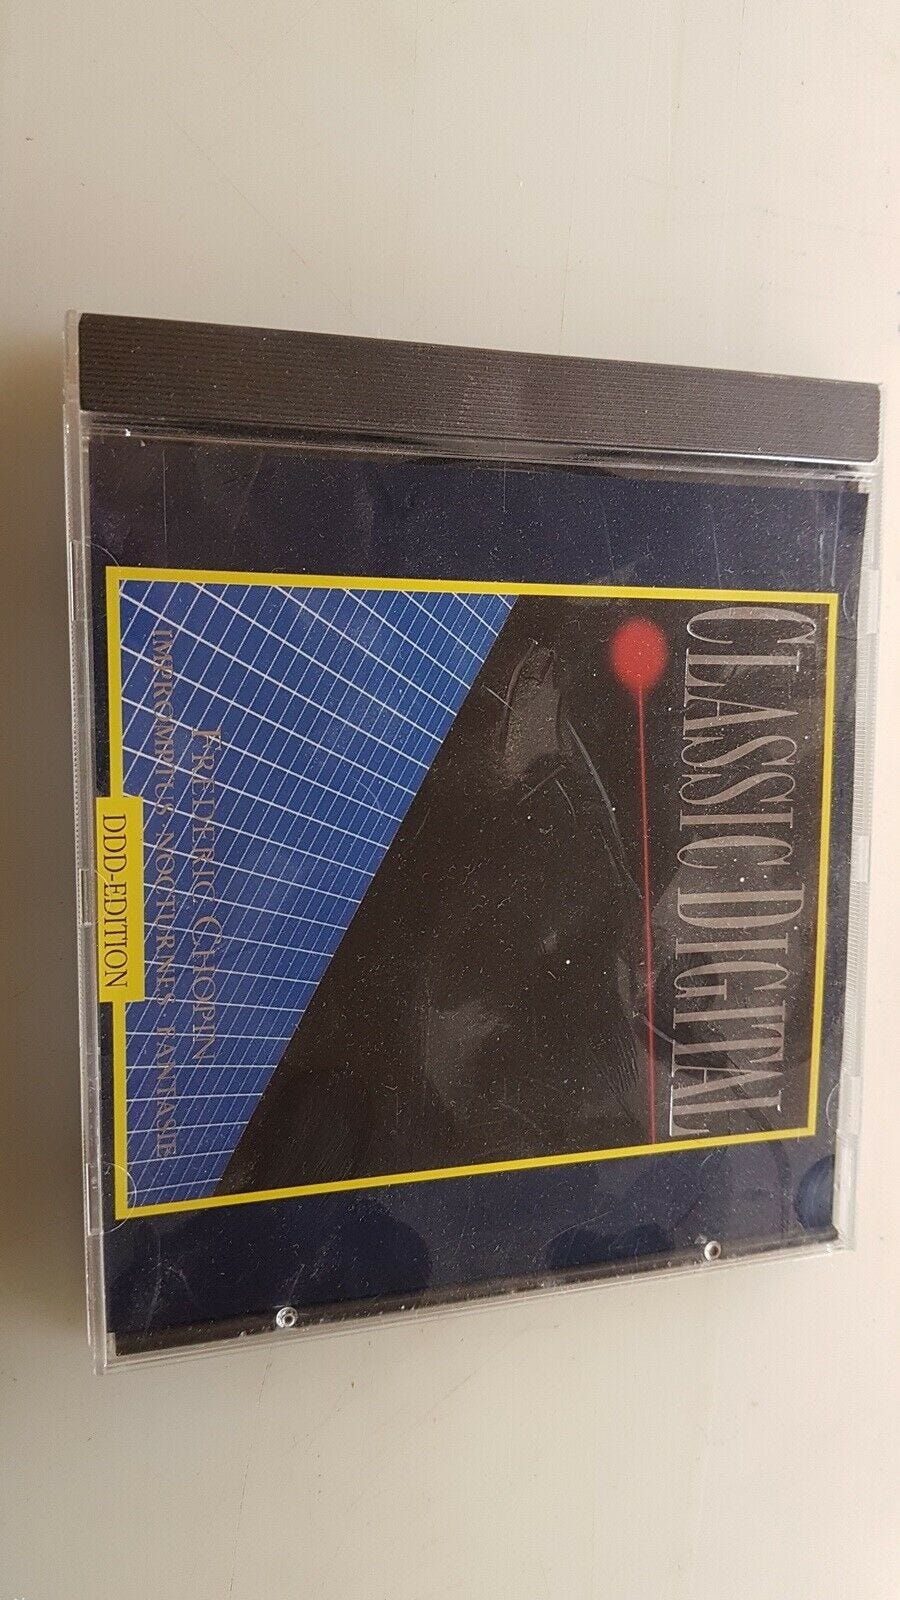 CLASSIC DIGITAL
FREDERIC CHOPIN
IMPROMPTUS · NOCTURNES · FANTASIE
DDD-EDITION